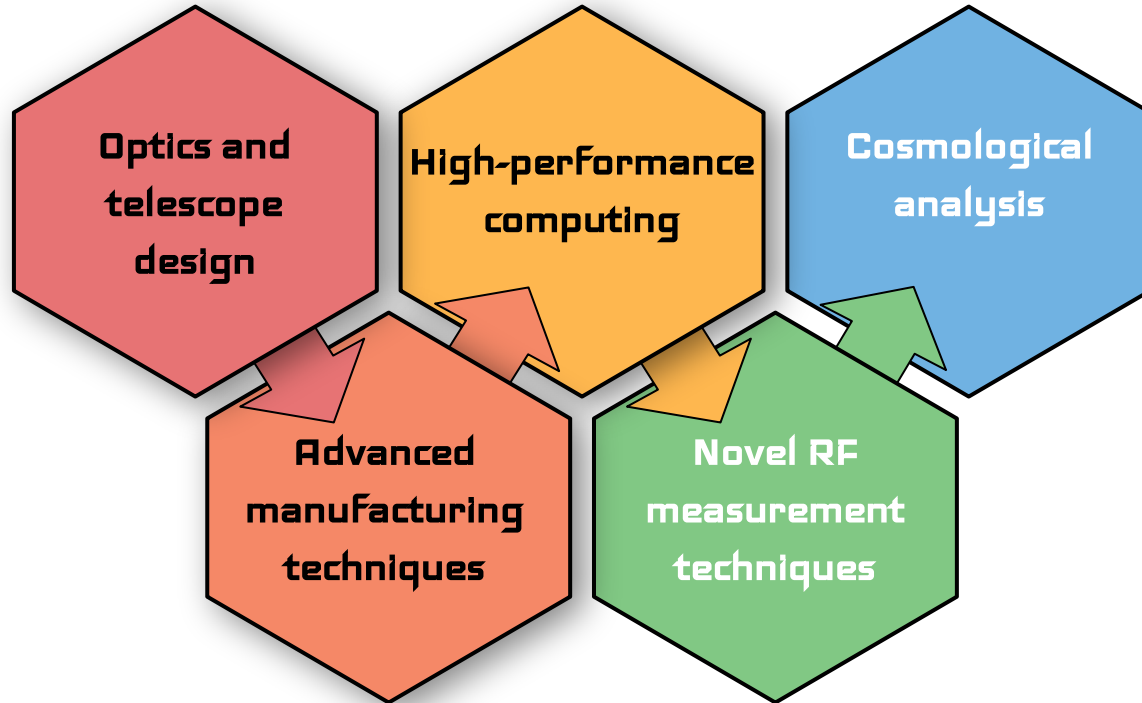 Optics and
telescope
design
Advanced
manufacturing
techniques
High-performance
computing
Novel RF
measurement
techniques
Cosmological
analysis